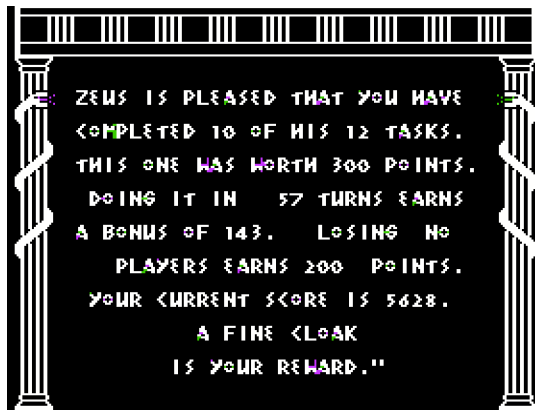 ZEUS IS PLEASED THAT YOU HAVE
COMPLETED 10 OF HIS 12 TASKS.
THIS ONE WAS WORTH 300 POINTS.
DOING IT IN 57 TURNS EARNS
A BONUS OF 143. LOSING NO
PLAYERS EARNS 200 POINTS.
YOUR CURRENT SCORE IS 5628.
A FINE CLOAK
IS YOUR REWARD."